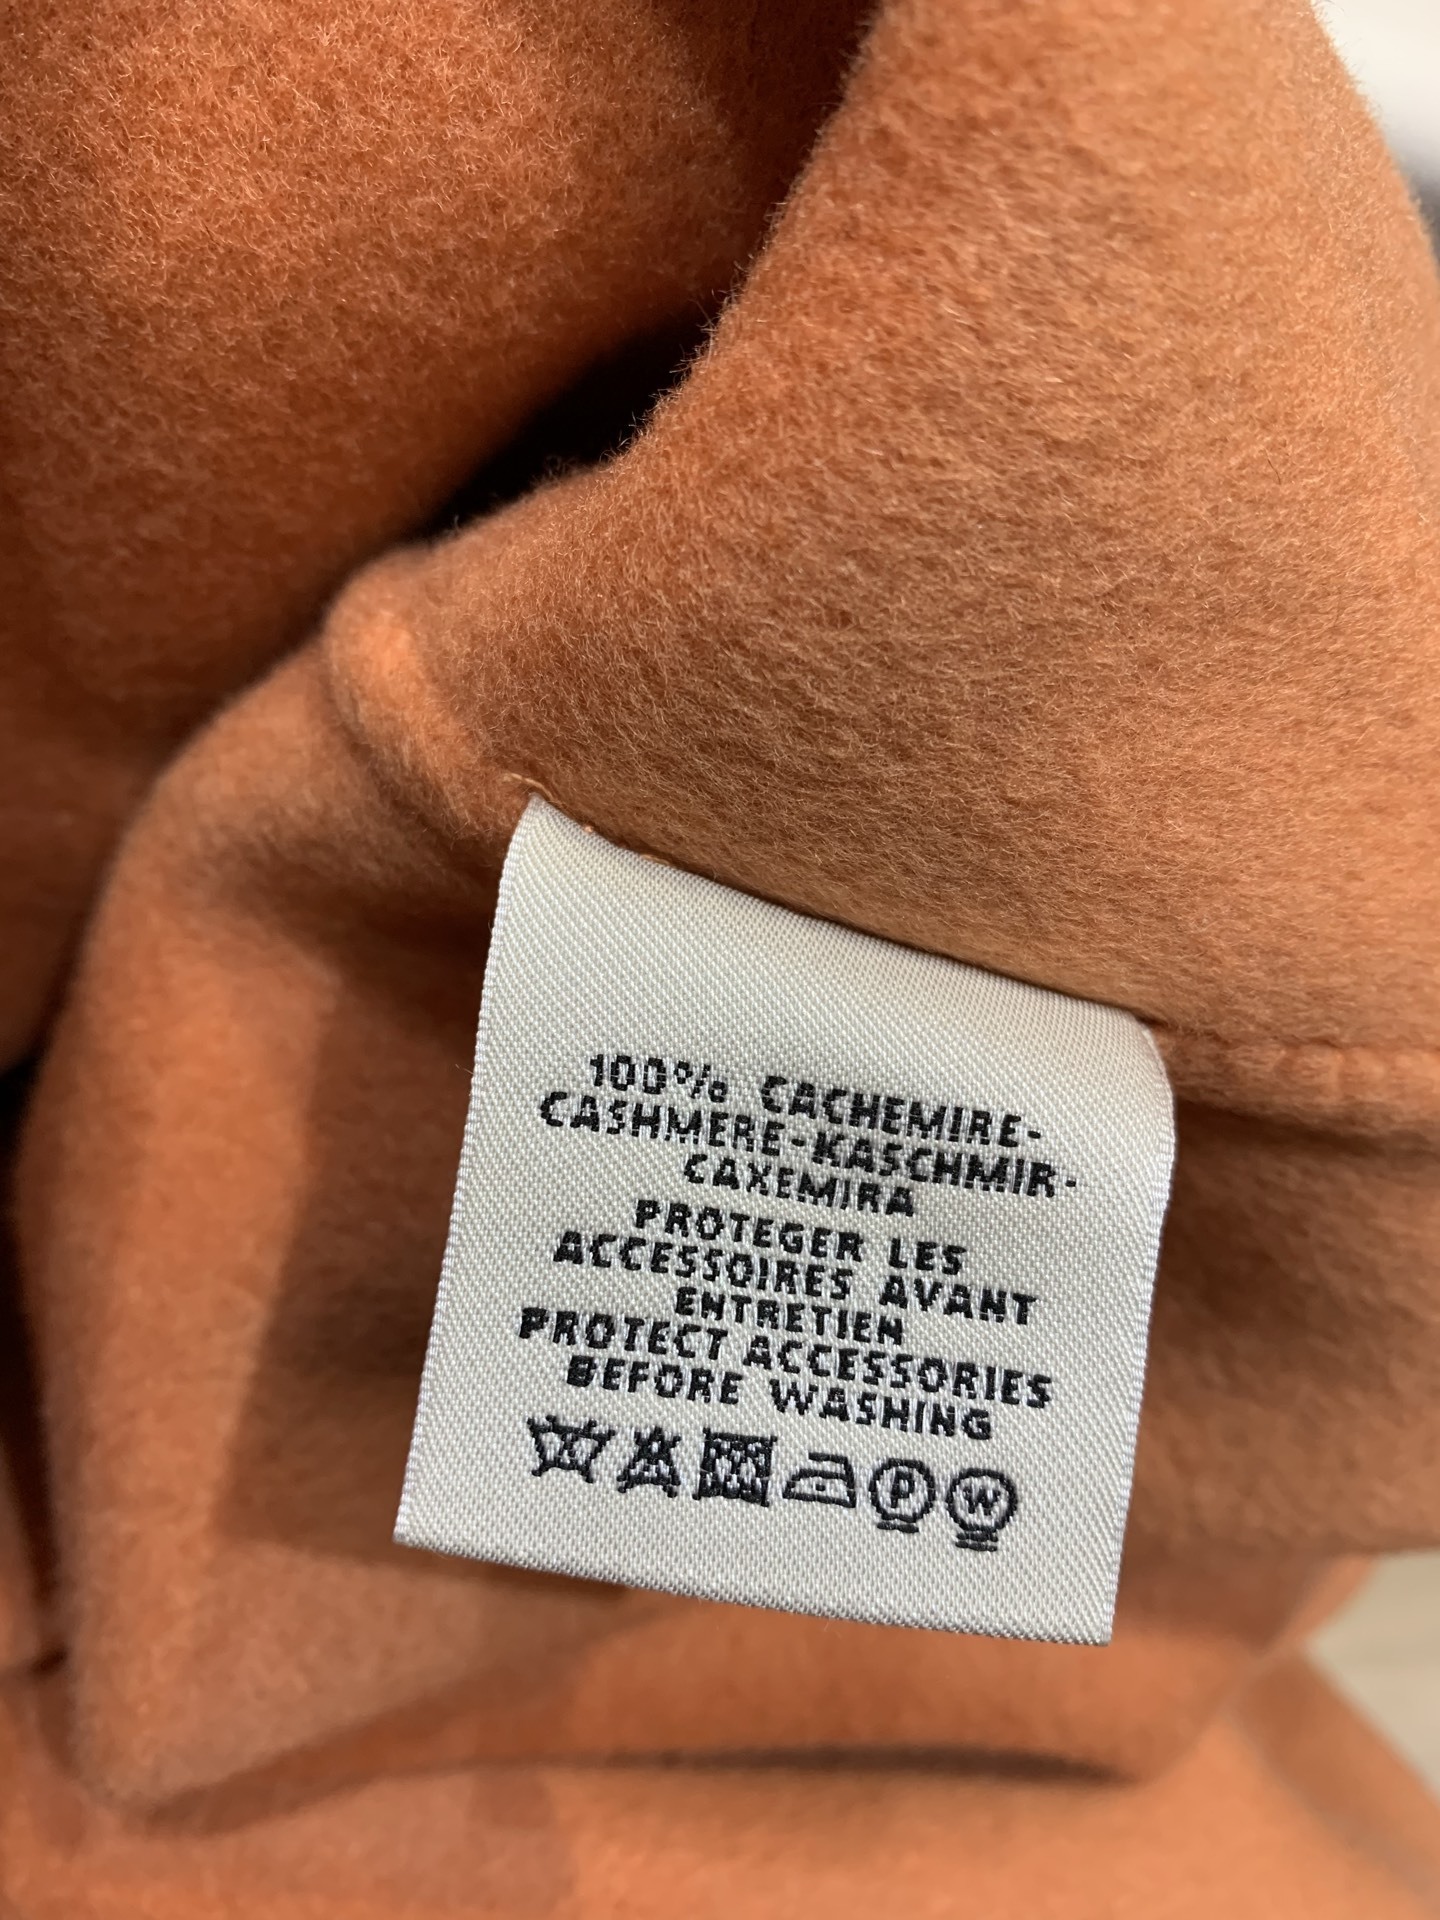 100% CACHEMIRE-
CASHMERE-KASCHMIR-
CAXEMIRA
PROTEGER LES
ACCESSOIRES AVANT
ENTRETIEN
PROTECT ACCESSORIES
BEFORE WASHING
P W